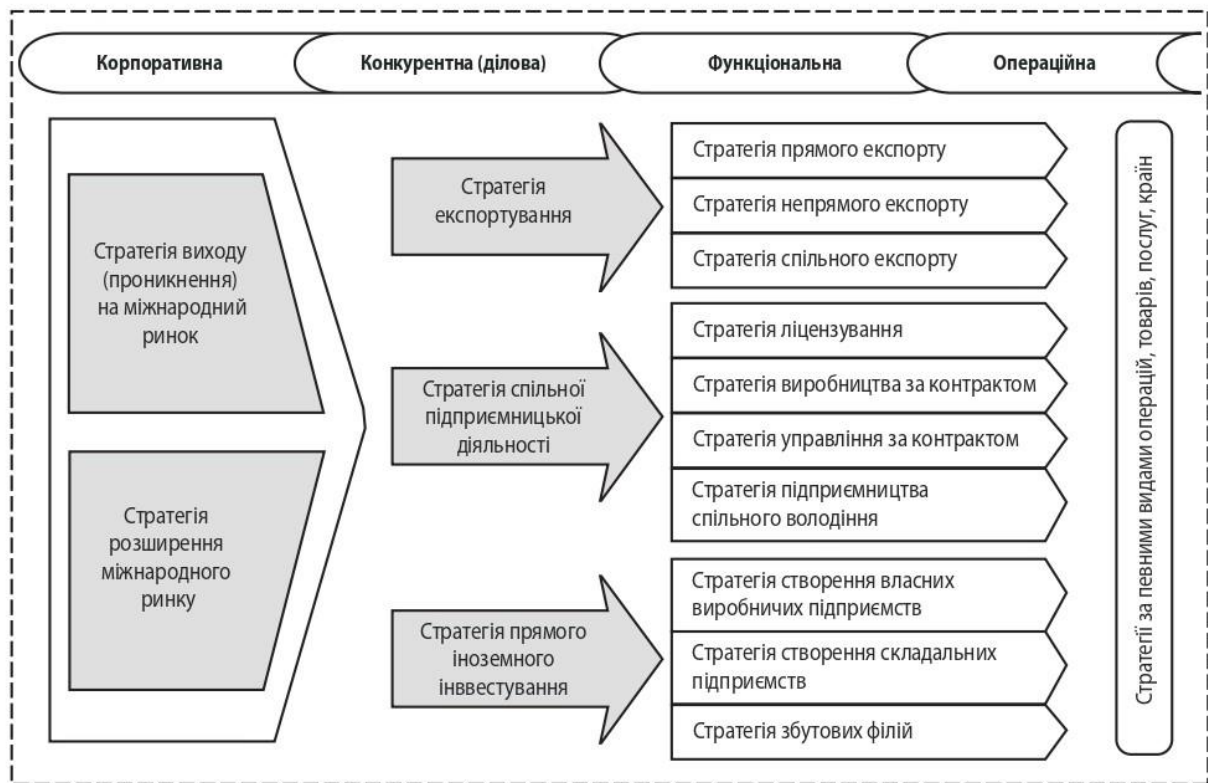 Корпоративна
Конкурентна (ділова)
Функціональна
Операційна
Стратегія виходу
(проникнення)
на міжнародний
ринок
Стратегія
розширення
міжнародного
ринку
Стратегія
експортування
Стратегія спільної
підприємницької
діяльності
Стратегія прямого
іноземного
інввестування
Стратегія прямого експорту
Стратегія непрямого експорту
Стратегія спільного експорту
Стратегія ліцензування
Стратегія виробництва за контрактом
Стратегія управління за контрактом
Стратегія підприємництва
спільного володіння
Стратегія створення власних
виробничих підприємств
Стратегія створення складальних
підприємств
Стратегія збутових філій
Стратегії за певними видами операцій, товарів, послуг, країн